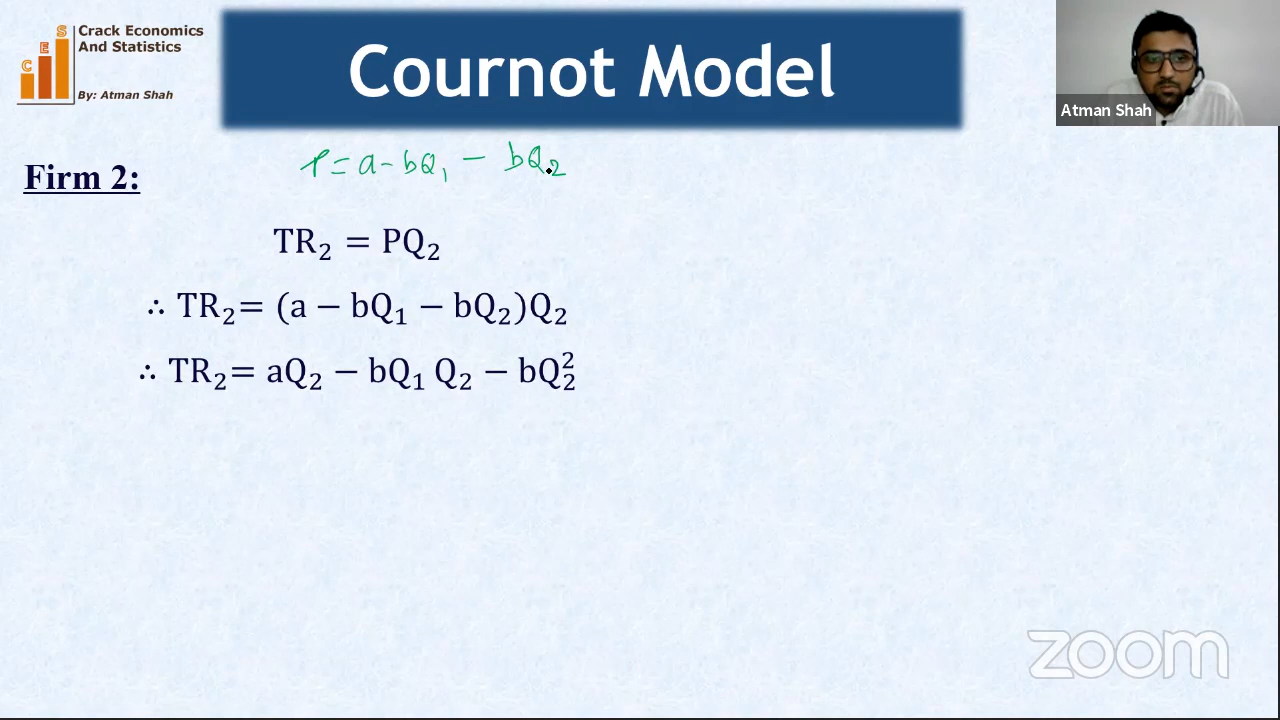 C E S
Crack Economics
And Statistics
By: Atman Shah
Cournot Model
Atman Shah
Firm 2:
P = a - bQ₁ - bQ₂
TR₂ = PQ₂
∴ TR₂= (a − bQ₁ − bQ₂)Q₂
∴ TR₂= aQ₂ − bQ₁ Q₂ − bQ₂²
zoom